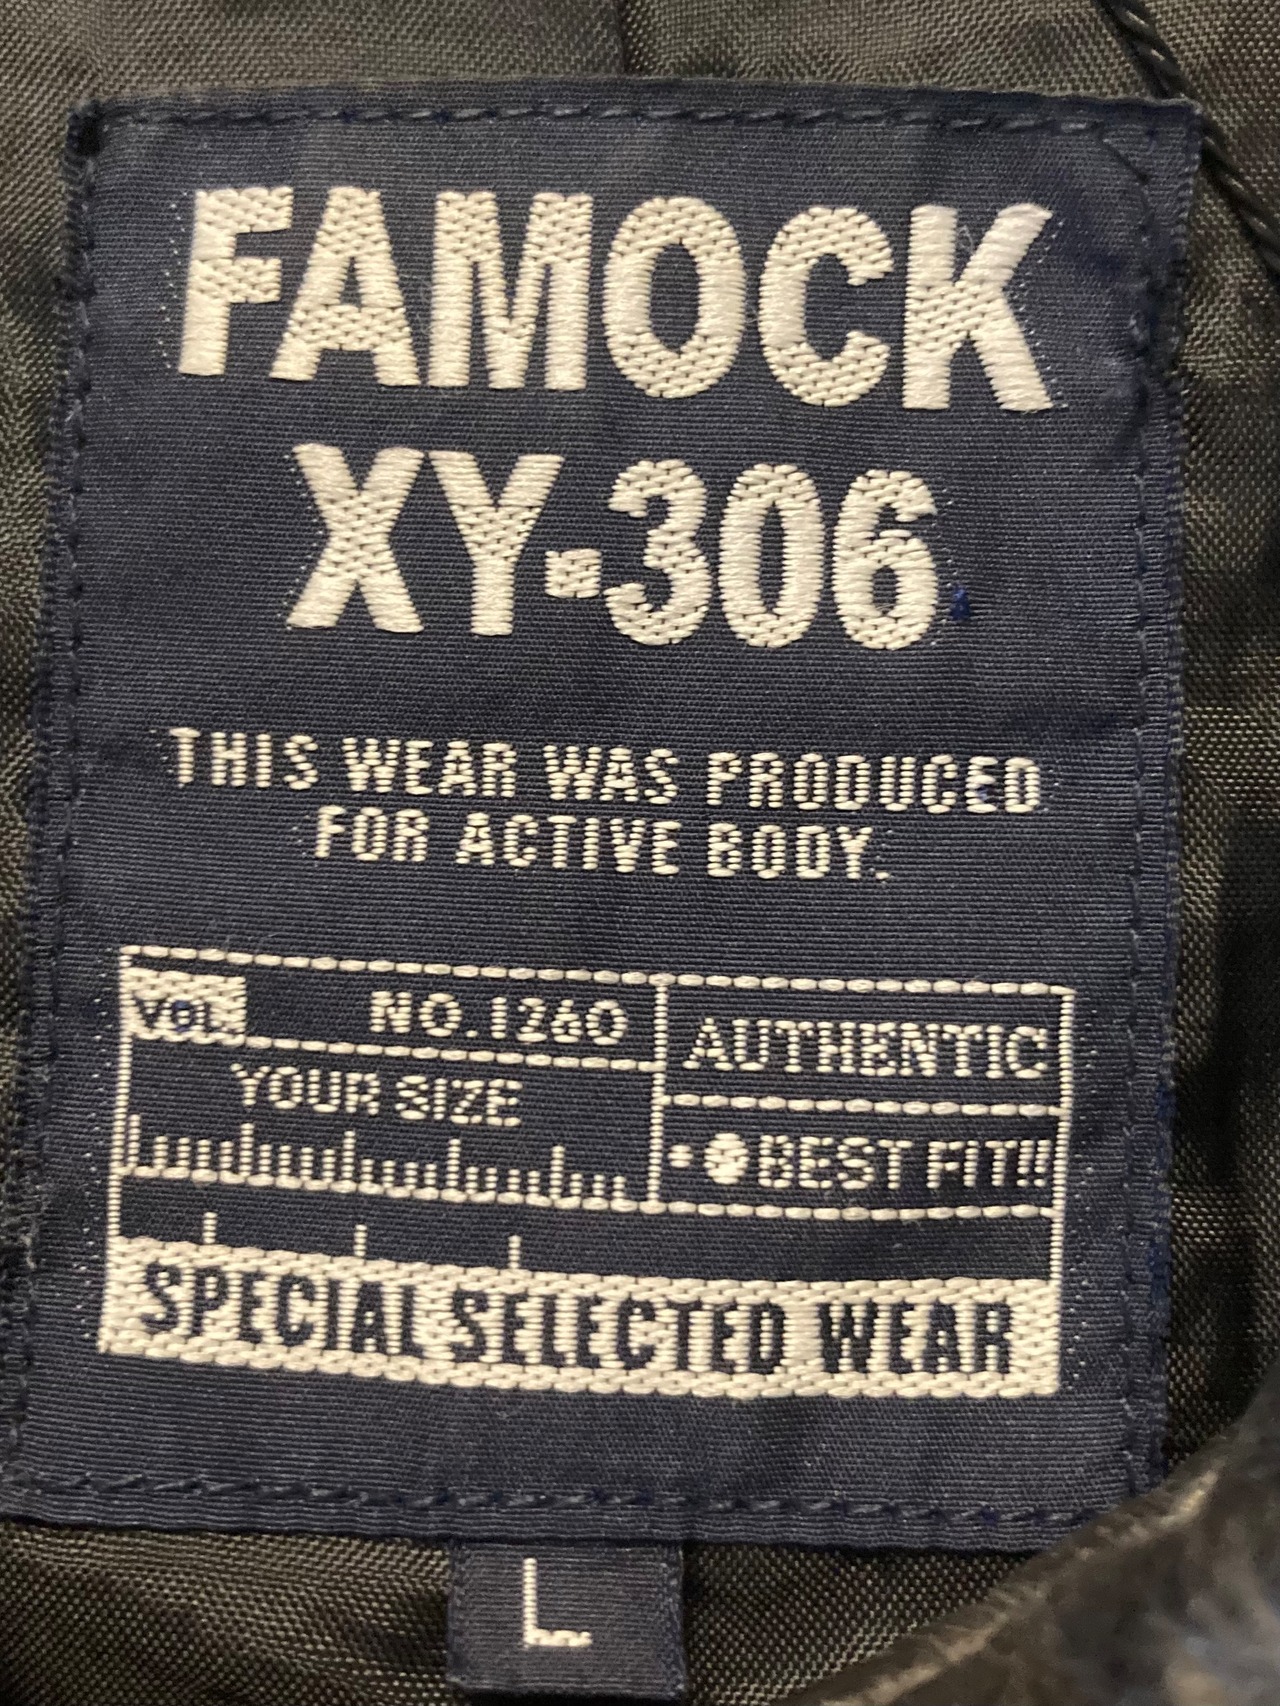 FAMOCK
XY-306
THIS WEAR WAS PRODUCED
FOR ACTIVE BODY.
VOL. NO.1260
AUTHENTIC
YOUR SIZE
BEST FIT!!
SPECIAL SELECTED WEAR
L